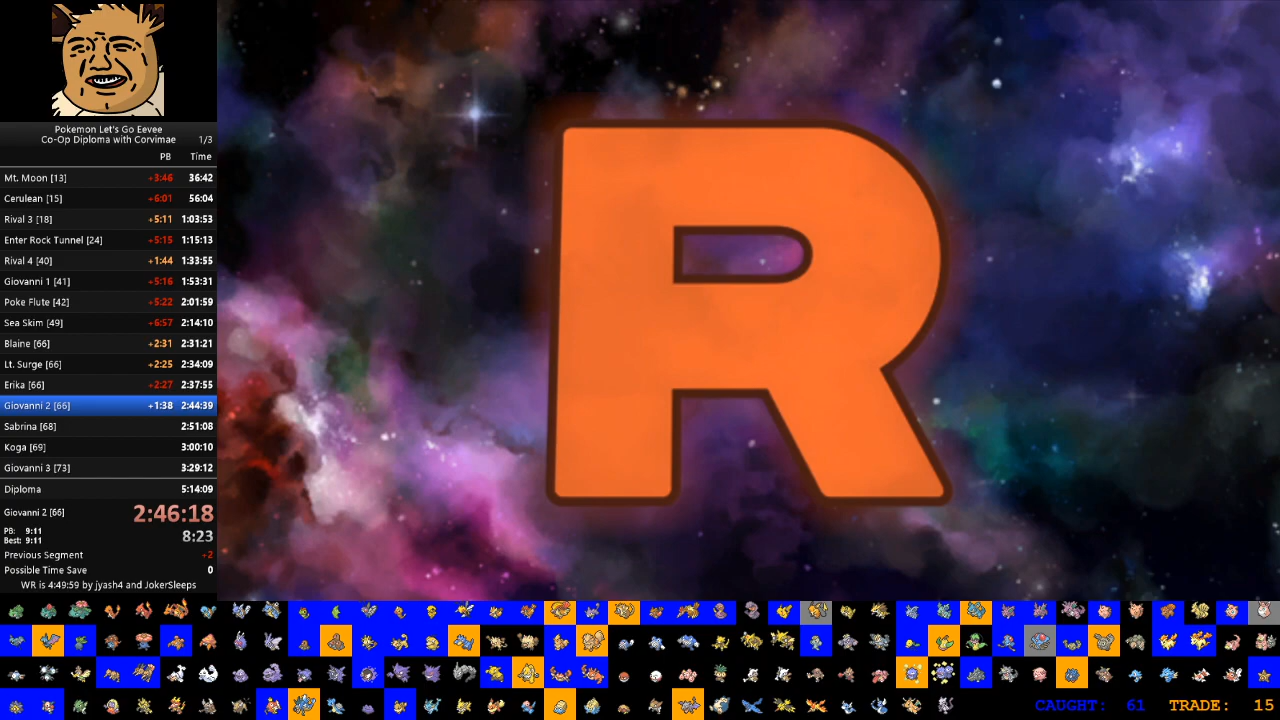 Pokemon Let's Go Eevee
Co-Op Diploma with Corvimae 1/3
PB Time
Mt. Moon [13] +3:46 36:42
Cerulean [15] +6:01 56:04
Rival 3 [18] +5:11 1:03:53
Enter Rock Tunnel [24] +5:15 1:15:13
Rival 4 [40] +1:44 1:33:55
Giovanni 1 [41] +5:16 1:53:31
Poke Flute [42] +5:22 2:01:59
Sea Skim [49] +6:57 2:14:10
Blaine [66] +2:31 2:31:21
Lt. Surge [66] +2:25 2:34:09
Erika [66] +2:27 2:37:55
Giovanni 2 [66] +1:38 2:44:39
Sabrina [68] 2:51:08
Koga [69] 3:00:10
Giovanni 3 [73] 3:29:12
Diploma 5:14:09
Giovanni 2 [66] 2:46:18
PB: 9:11
Best: 9:11 8:23
Previous Segment +2
Possible Time Save 0
WR is 4:49:59 by jyash4 and JokerSleeps
R
CAUGHT: 61 TRADE: 15